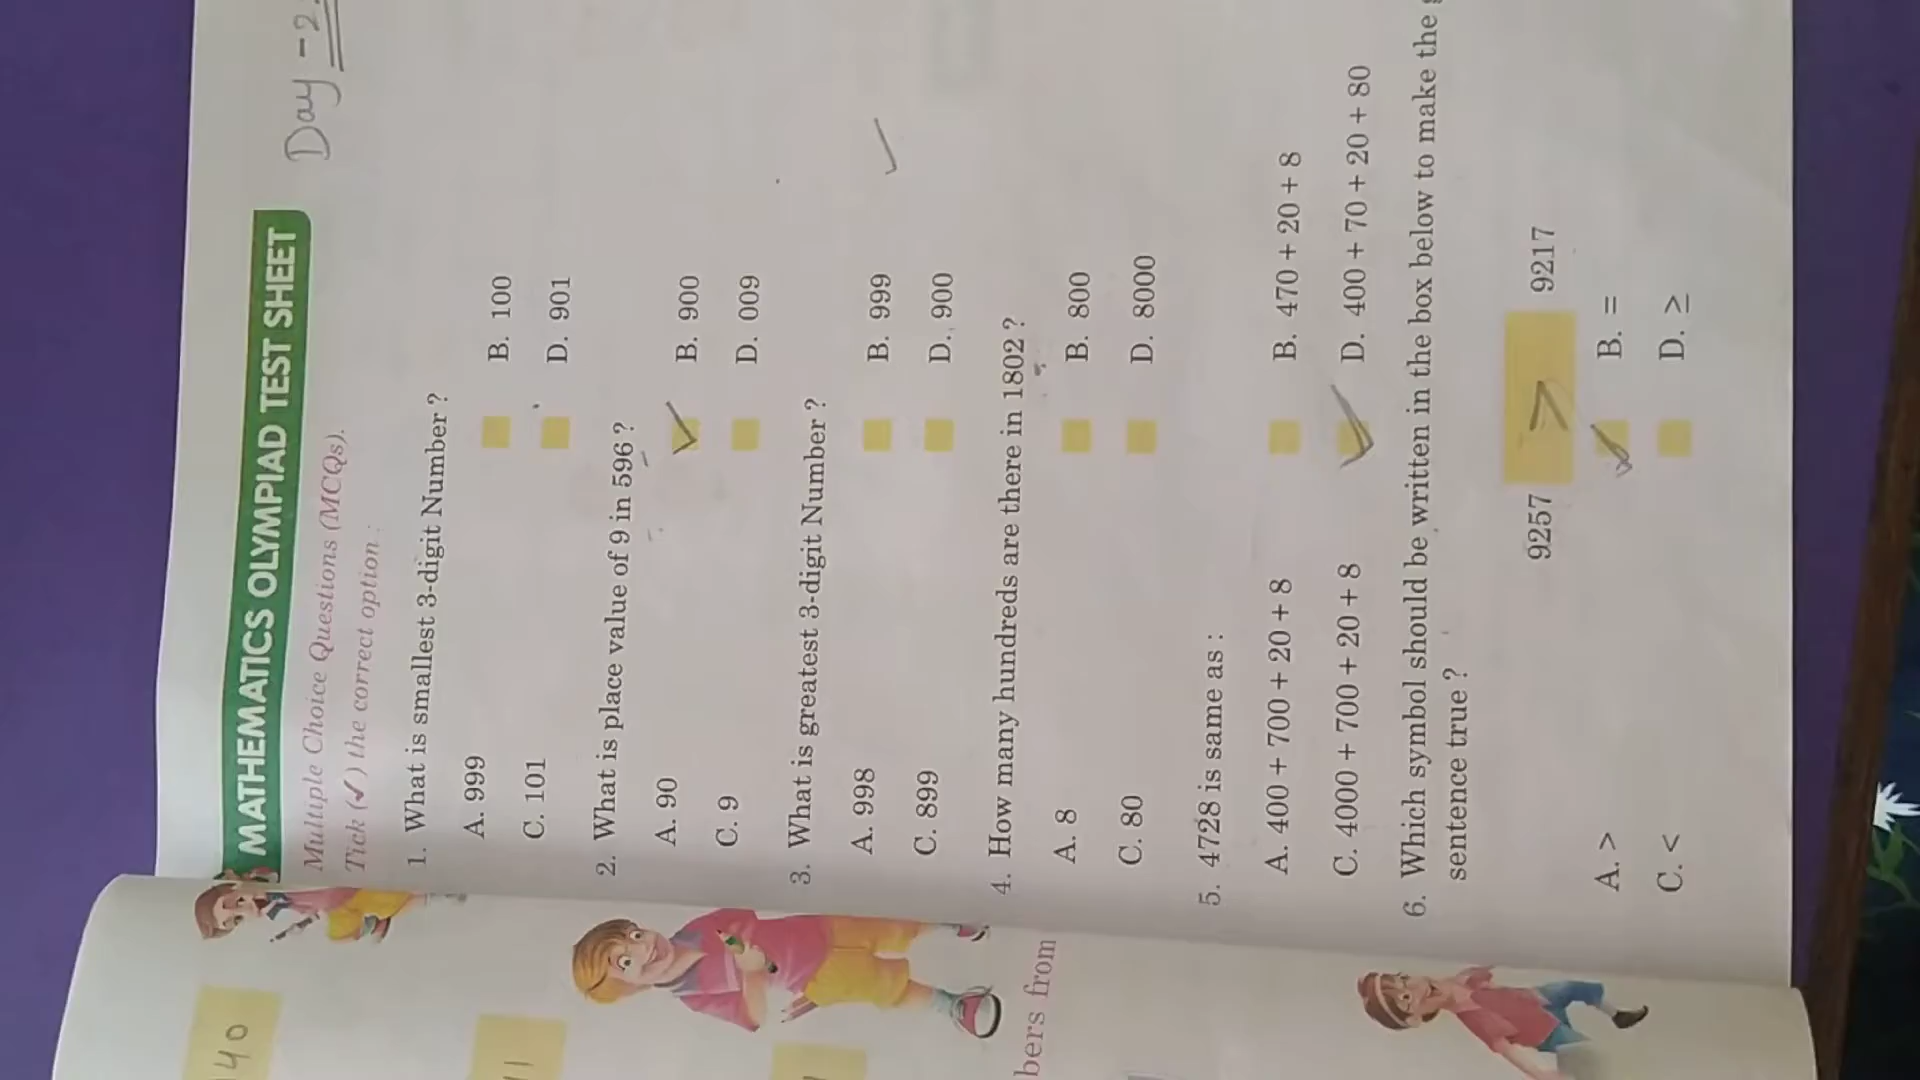 Day - 2
MATHEMATICS OLYMPIAD TEST SHEET
Multiple Choice Questions (MCQs).
Tick (✓) the correct option :
1. What is smallest 3-digit Number ?
A. 999 B. 100
C. 101 D. 901
2. What is place value of 9 in 596 ?
A. 90 B. 900
C. 9 D. 009
3. What is greatest 3-digit Number ?
A. 998 B. 999
C. 899 D. 900
4. How many hundreds are there in 1802 ?
A. 8 B. 800
C. 80 D. 8000
5. 4728 is same as :
A. 400 + 700 + 20 + 8 B. 470 + 20 + 8
C. 4000 + 700 + 20 + 8 D. 400 + 70 + 20 + 80
6. Which symbol should be written in the box below to make the
sentence true ?
9257 > 9217
A. > B. =
C. < D. ≥
40
bers from